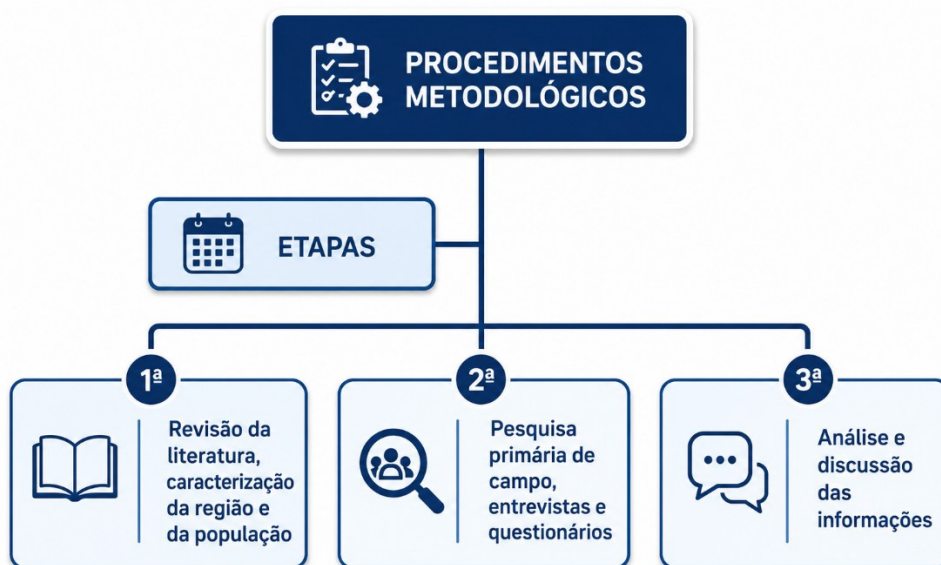 PROCEDIMENTOS
METODOLÓGICOS
ETAPAS
1ª
Revisão da
literatura,
caracterização
da região e
da população
2ª
Pesquisa
primária de
campo,
entrevistas e
questionários
3ª
Análise e
discussão
das
informações